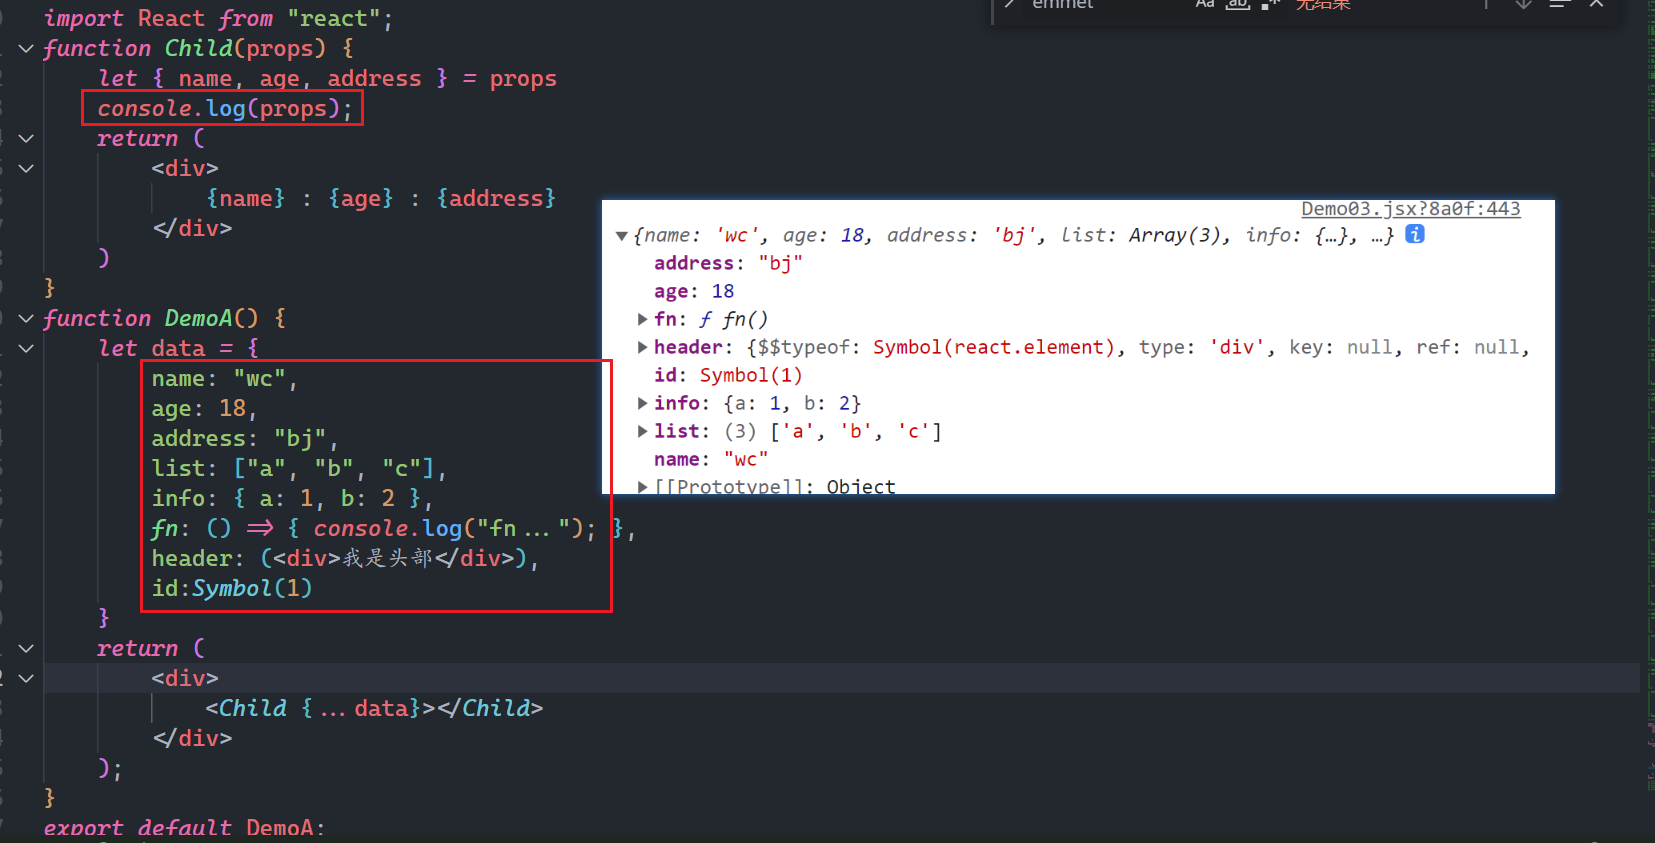 emmet
Aa ab .* 无结果
import React from "react";
function Child(props) {
let { name, age, address } = props
console.log(props);
return (
<div>
{name} : {age} : {address}
</div>
)
}
function DemoA() {
let data = {
name: "wc",
age: 18,
address: "bj",
list: ["a", "b", "c"],
info: { a: 1, b: 2 },
fn: () => { console.log("fn..."); },
header: (<div>我是头部</div>),
id:Symbol(1)
}
return (
<div>
<Child {...data}></Child>
</div>
);
}
export default DemoA;
Demo03.jsx?8a0f:443
{name: 'wc', age: 18, address: 'bj', list: Array(3), info: {…}, …} i
address: "bj"
age: 18
fn: ƒ fn()
header: {$$typeof: Symbol(react.element), type: 'div', key: null, ref: null,
id: Symbol(1)
info: {a: 1, b: 2}
list: (3) ['a', 'b', 'c']
name: "wc"
[[Prototype]]: Object